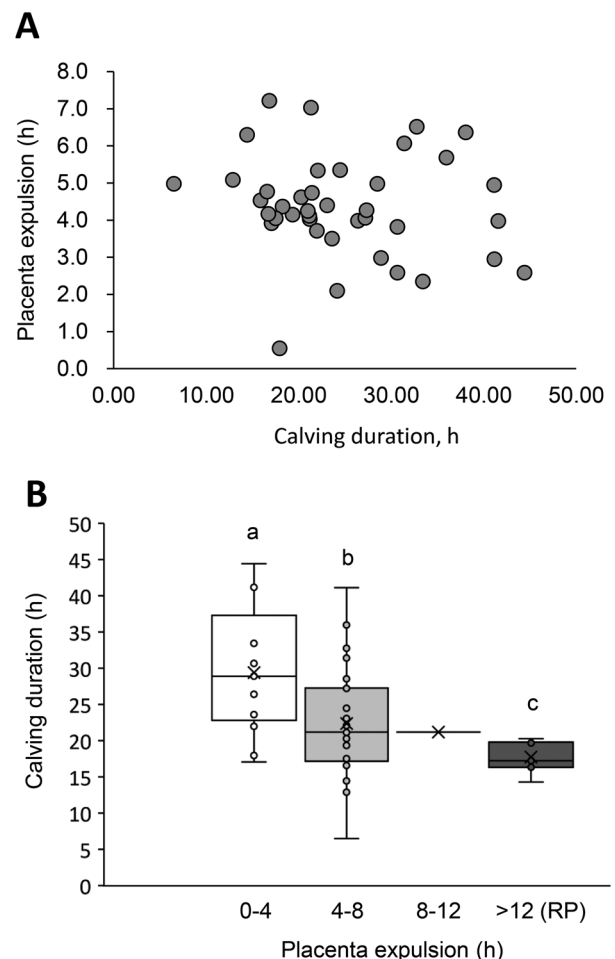 A
8.0
7.0
6.0
5.0
4.0
3.0
2.0
1.0
0.0
Placenta expulsion (h)
0.00 10.00 20.00 30.00 40.00 50.00
Calving duration, h
B
50
45
40
35
30
25
20
15
10
5
0
Calving duration (h)
a
b
c
0-4 4-8 8-12 >12 (RP)
Placenta expulsion (h)